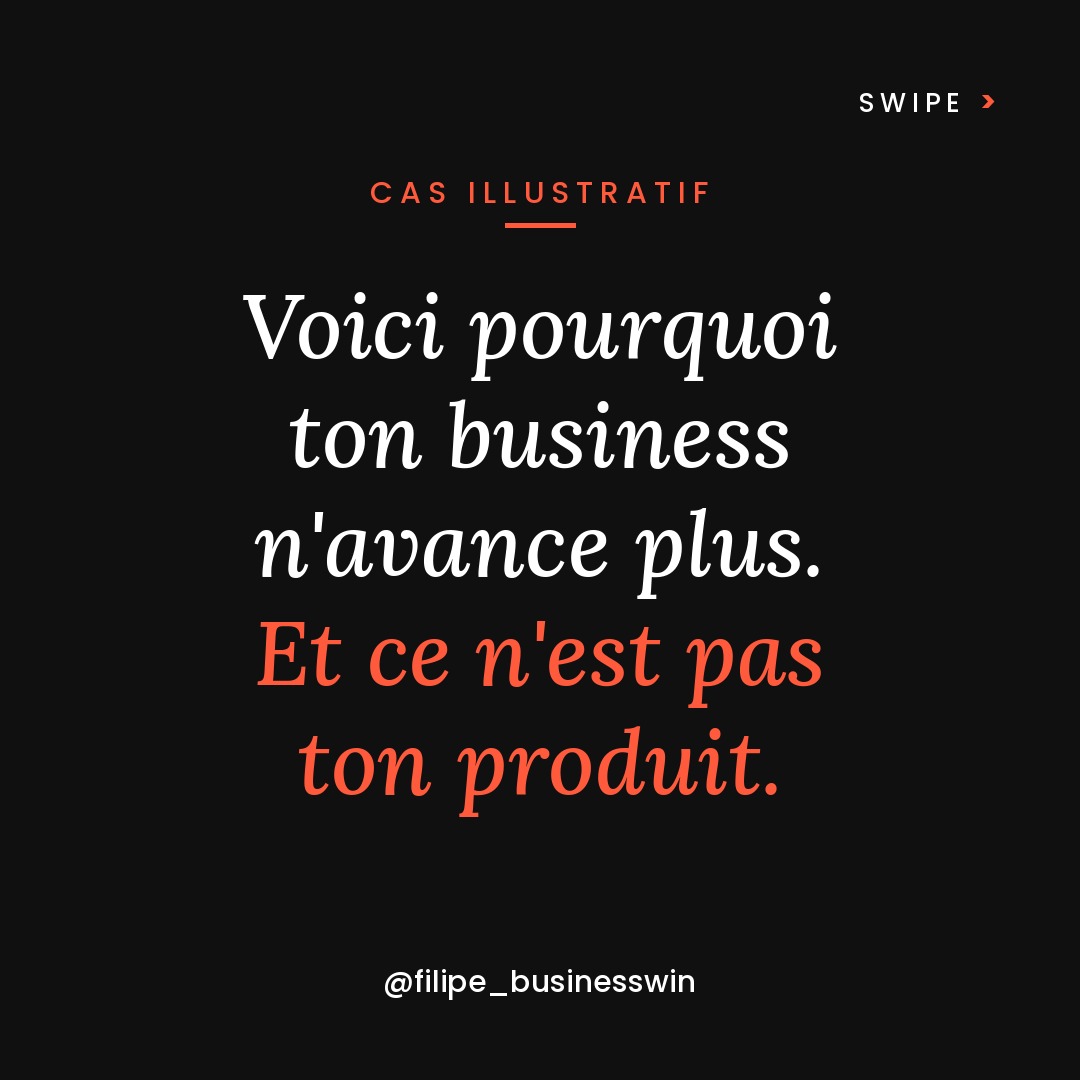 SWIPE >
CAS ILLUSTRATIF
Voici pourquoi
ton business
n'avance plus.
Et ce n'est pas
ton produit.
@filipe_businesswin